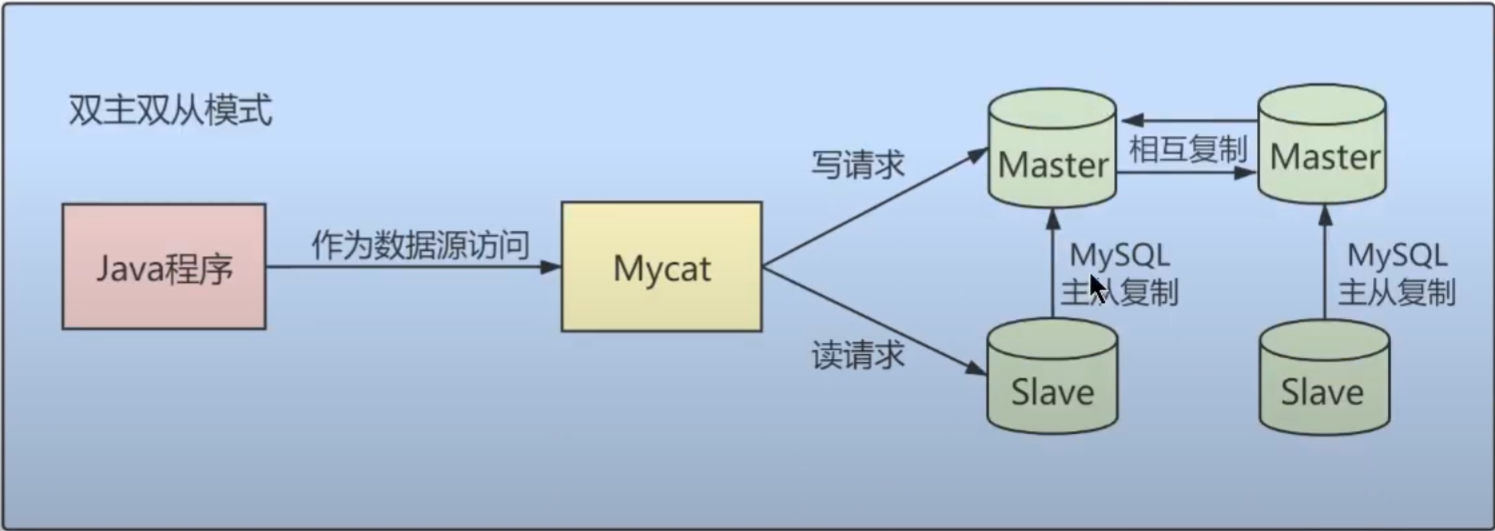 双主双从模式
Java程序
作为数据源访问
Mycat
写请求
读请求
Master
相互复制
Master
MySQL
主从复制
MySQL
主从复制
Slave
Slave